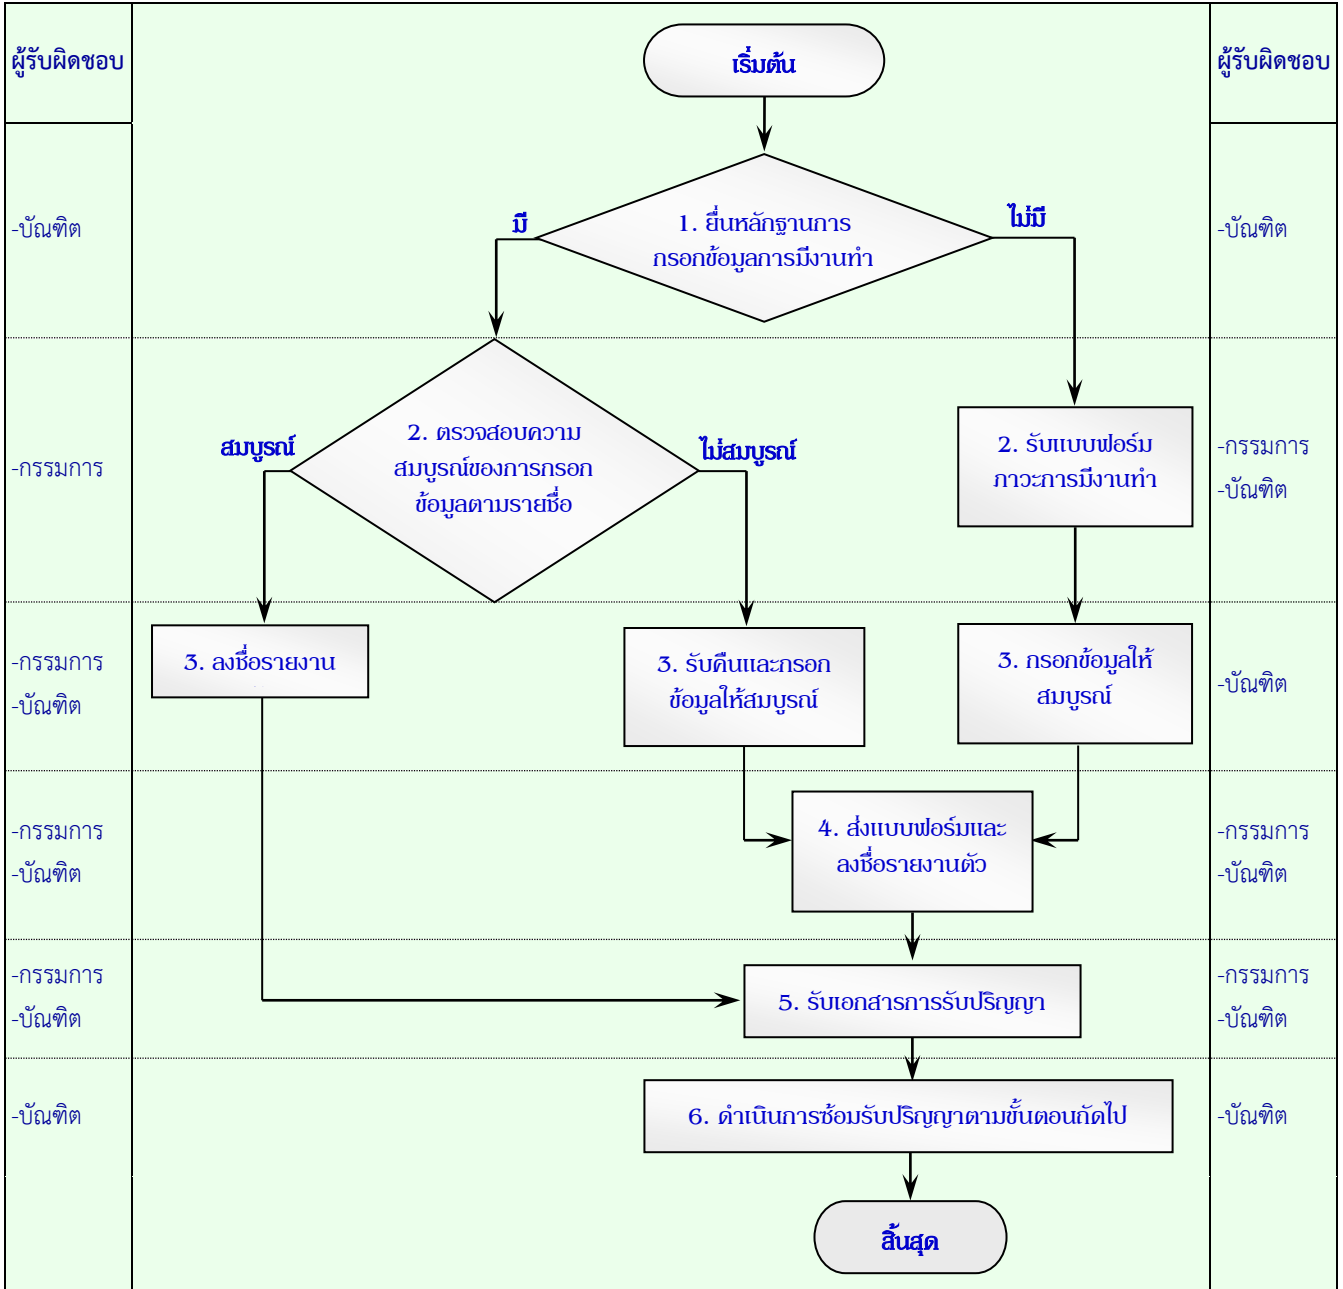 ผู้รับผิดชอบ
เริ่มต้น
ผู้รับผิดชอบ
-บัณฑิต
มี
1. ยื่นหลักฐานการ
กรอกข้อมูลการมีงานทำ
ไม่มี
-บัณฑิต
-กรรมการ
สมบูรณ์
2. ตรวจสอบความ
สมบูรณ์ของการกรอก
ข้อมูลตามรายชื่อ
ไม่สมบูรณ์
2. รับแบบฟอร์ม
ภาวะการมีงานทำ
-กรรมการ
-บัณฑิต
-กรรมการ
-บัณฑิต
3. ลงชื่อรายงาน
3. รับคืนและกรอก
ข้อมูลให้สมบูรณ์
3. กรอกข้อมูลให้
สมบูรณ์
-บัณฑิต
-กรรมการ
-บัณฑิต
4. ส่งแบบฟอร์มและ
ลงชื่อรายงานตัว
-กรรมการ
-บัณฑิต
-กรรมการ
-บัณฑิต
5. รับเอกสารการรับปริญญา
-กรรมการ
-บัณฑิต
-บัณฑิต
6. ดำเนินการซ้อมรับปริญญาตามขั้นตอนถัดไป
-บัณฑิต
สิ้นสุด